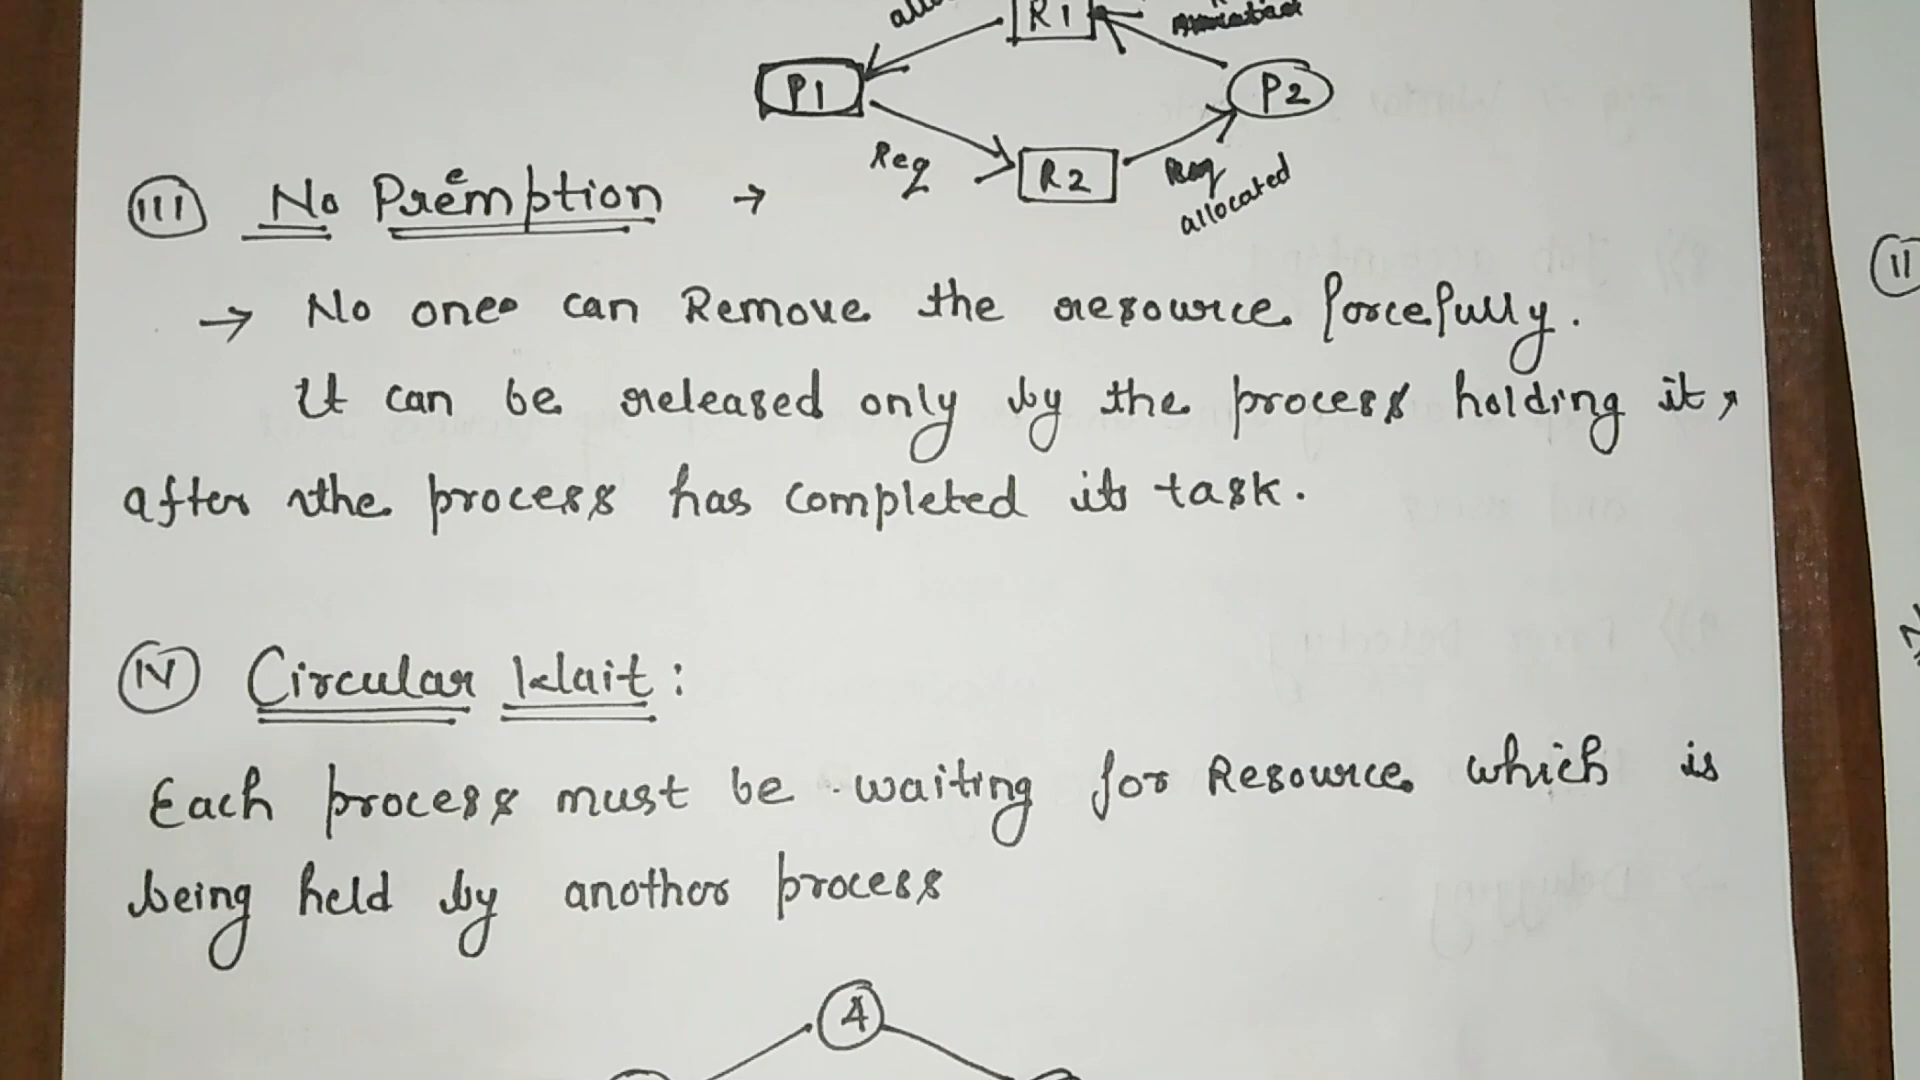 R1
P1
P2
Req
R2
allocated
III No Preemption →
→ No one can Remove the resource forcefully.
It can be released only by the process holding it,
after the process has completed its task.
IV Circular Wait:
Each process must be waiting for Resource which is
being held by another process
A
II